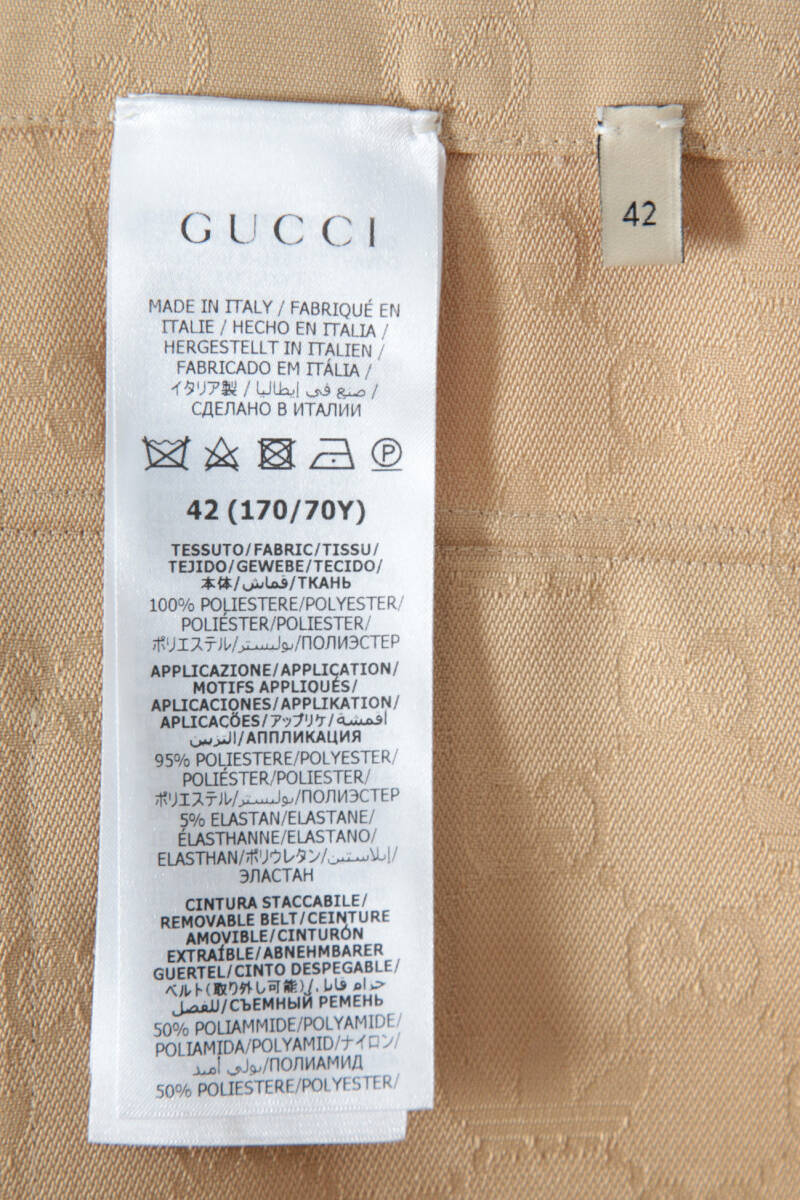 GUCCI
MADE IN ITALY / FABRIQUÉ EN
ITALIE / HECHO EN ITALIA /
HERGESTELLT IN ITALIEN /
FABRICADO EM ITÁLIA /
イタリア製 / صنع في إيطاليا /
СДЕЛАНО В ИТАЛИИ
P
42 (170/70Y)
TESSUTO/FABRIC/TISSU/
TEJIDO/GEWEBE/TECIDO/
本体/قماش/ТКАНЬ
100% POLIESTERE/POLYESTER/
POLIÉSTER/POLIESTER/
ポリエステル/بوليستر/ПОЛИЭСТЕР
APPLICAZIONE/APPLICATION/
MOTIFS APPLIQUÉS/
APLICACIONES/APPLIKATION/
APLICAÇÕES/アップリケ/أقمشة
التزيين/АППЛИКАЦИЯ
95% POLIESTERE/POLYESTER/
POLIÉSTER/POLIESTER/
ポリエステル/بوليستر/ПОЛИЭСТЕР
5% ELASTAN/ELASTANE/
ÉLASTHANNE/ELASTANO/
ELASTHAN/ポリウレタン/إيلاستين/
ЭЛАСТАН
CINTURA STACCABILE/
REMOVABLE BELT/CEINTURE
AMOVIBLE/CINTURÓN
EXTRAÍBLE/ABNEHMBARER
GUERTEL/CINTO DESPEGABLE/
ベルト(取り外し可能)/حزام قابل
للفصل/СЪЕМНЫЙ РЕМЕНЬ
50% POLIAMMIDE/POLYAMIDE/
POLIAMIDA/POLYAMID/ナイロン/
بولي أميد/ПОЛИАМИД
50% POLIESTERE/POLYESTER/
42